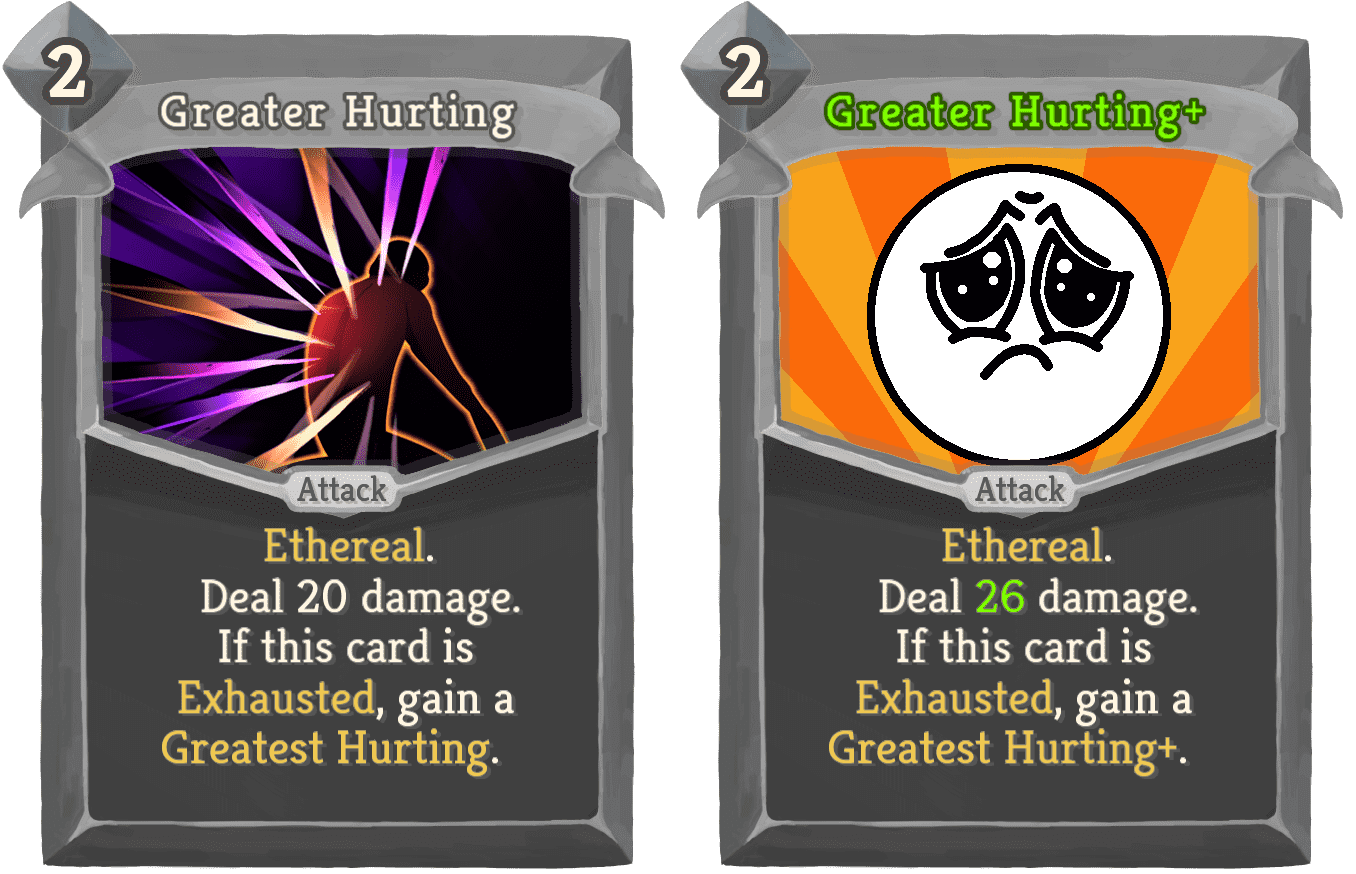 2
Greater Hurting
Attack
Ethereal.
Deal 20 damage.
If this card is
Exhausted, gain a
Greatest Hurting.
2
Greater Hurting+
Attack
Ethereal.
Deal 26 damage.
If this card is
Exhausted, gain a
Greatest Hurting+.